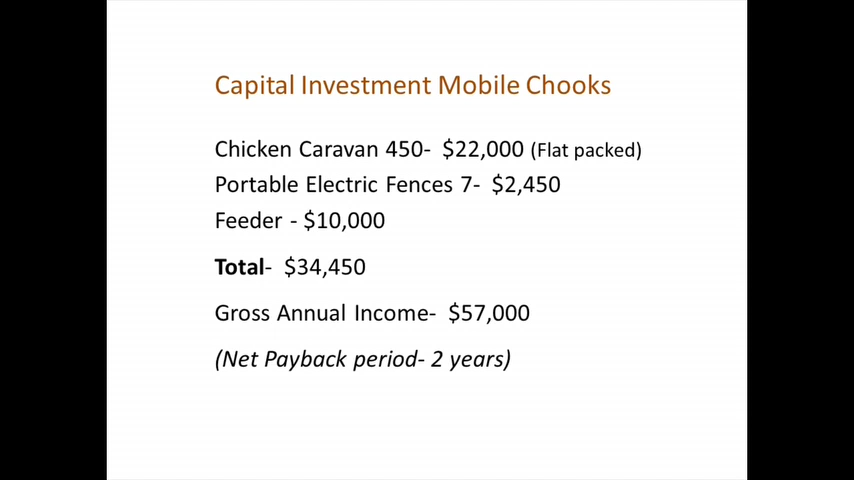 Capital Investment Mobile Chooks
Chicken Caravan 450- $22,000 (Flat packed)
Portable Electric Fences 7- $2,450
Feeder - $10,000
Total- $34,450
Gross Annual Income- $57,000
(Net Payback period- 2 years)